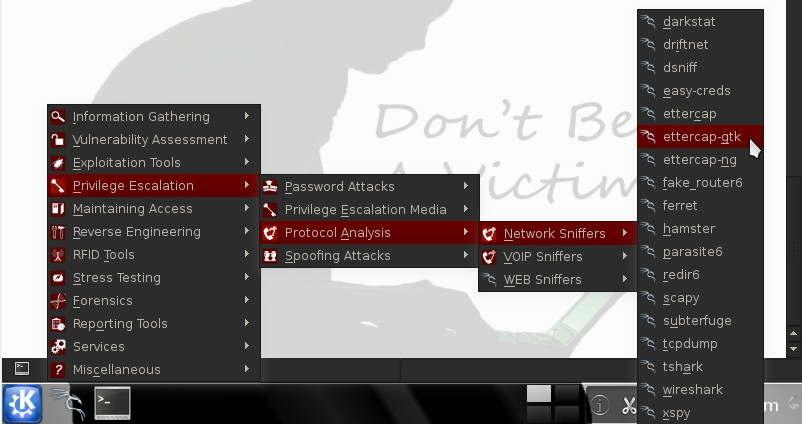 Don't Be
A Victim
Information Gathering
Vulnerability Assessment
Exploitation Tools
Privilege Escalation
Maintaining Access
Reverse Engineering
RFID Tools
Stress Testing
Forensics
Reporting Tools
Services
Miscellaneous
Password Attacks
Privilege Escalation Media
Protocol Analysis
Spoofing Attacks
Network Sniffers
VOIP Sniffers
WEB Sniffers
darkstat
driftnet
dsniff
easy-creds
ettercap
ettercap-gtk
ettercap-ng
fake_router6
ferret
hamster
parasite6
redir6
scapy
subterfuge
tcpdump
tshark
wireshark
xspy